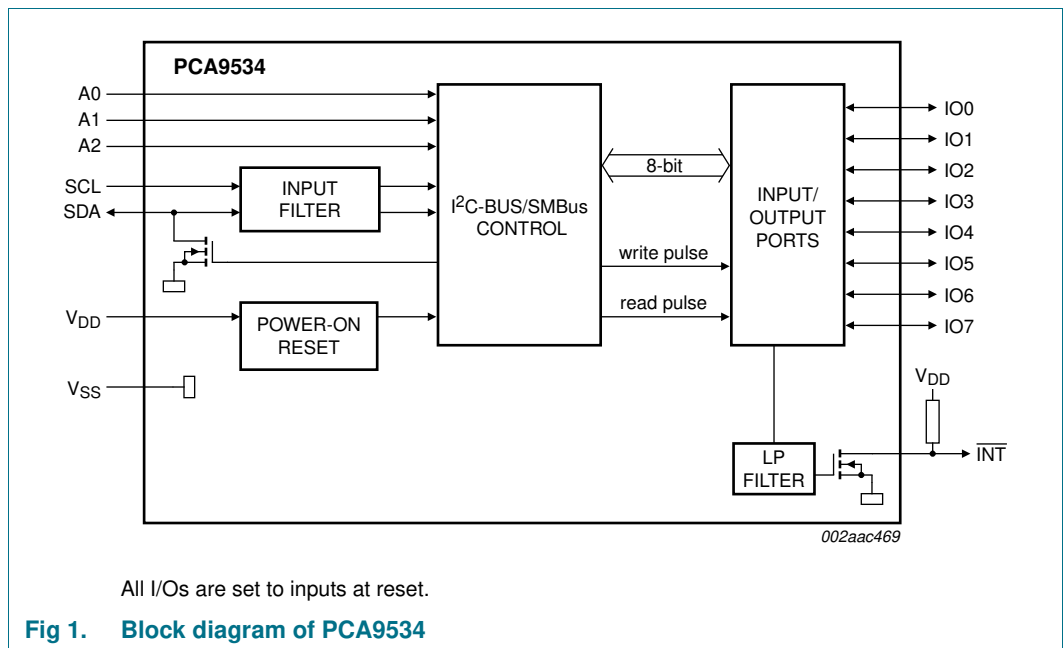 PCA9534
A0
A1
A2
SCL
SDA
INPUT
FILTER
I²C-BUS/SMBus
CONTROL
8-bit
write pulse
read pulse
INPUT/
OUTPUT
PORTS
IO0
IO1
IO2
IO3
IO4
IO5
IO6
IO7
VDD
POWER-ON
RESET
VSS
VDD
INT
LP
FILTER
002aac469
All I/Os are set to inputs at reset.
Fig 1. Block diagram of PCA9534